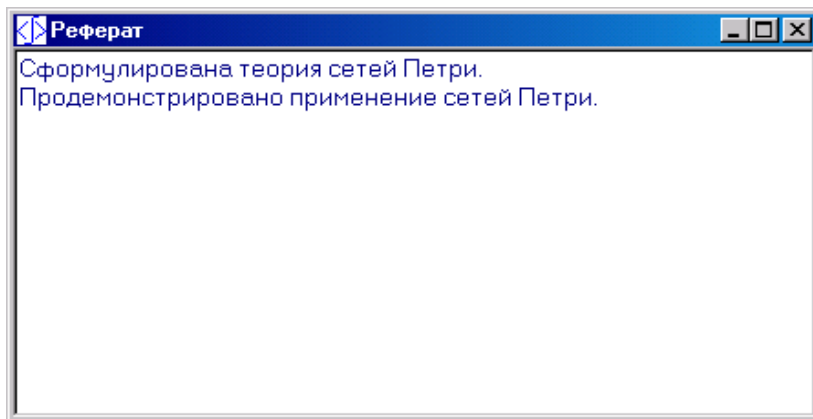 Реферат
Сформулирована теория сетей Петри.
Продемонстрировано применение сетей Петри.